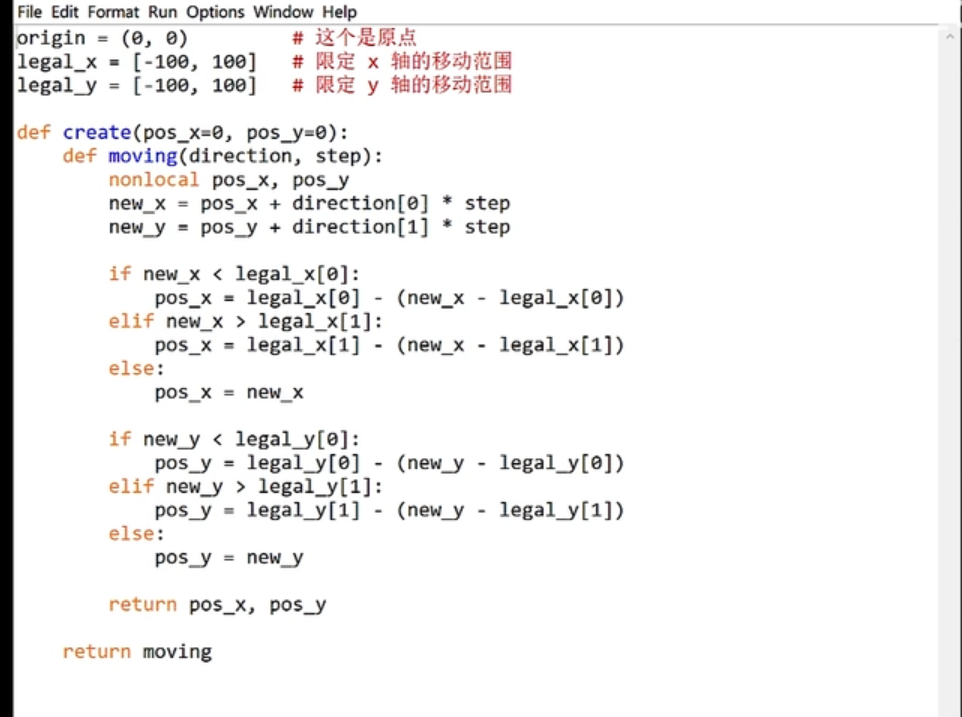 File Edit Format Run Options Window Help
origin = (0, 0)         # 这个是原点
legal_x = [-100, 100]   # 限定 x 轴的移动范围
legal_y = [-100, 100]   # 限定 y 轴的移动范围
def create(pos_x=0, pos_y=0):
    def moving(direction, step):
        nonlocal pos_x, pos_y
        new_x = pos_x + direction[0] * step
        new_y = pos_y + direction[1] * step
        if new_x < legal_x[0]:
            pos_x = legal_x[0] - (new_x - legal_x[0])
        elif new_x > legal_x[1]:
            pos_x = legal_x[1] - (new_x - legal_x[1])
        else:
            pos_x = new_x
        if new_y < legal_y[0]:
            pos_y = legal_y[0] - (new_y - legal_y[0])
        elif new_y > legal_y[1]:
            pos_y = legal_y[1] - (new_y - legal_y[1])
        else:
            pos_y = new_y
        return pos_x, pos_y
    return moving